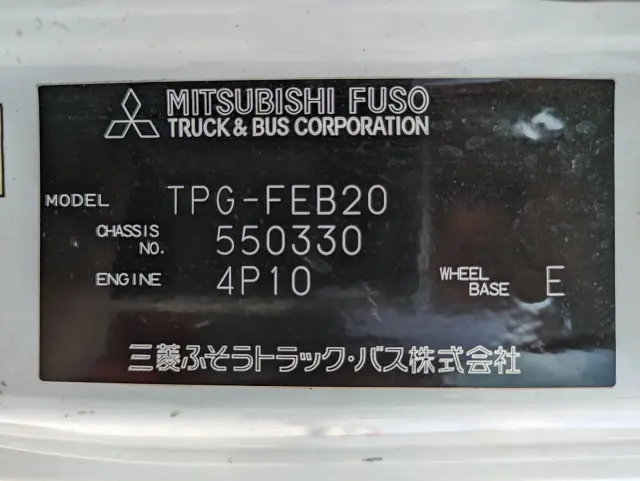 MITSUBISHI FUSO
TRUCK & BUS CORPORATION
MODEL TPG-FEB20
CHASSIS NO. 550330
ENGINE 4P10 WHEEL BASE E
三菱ふそうトラック・バス株式会社